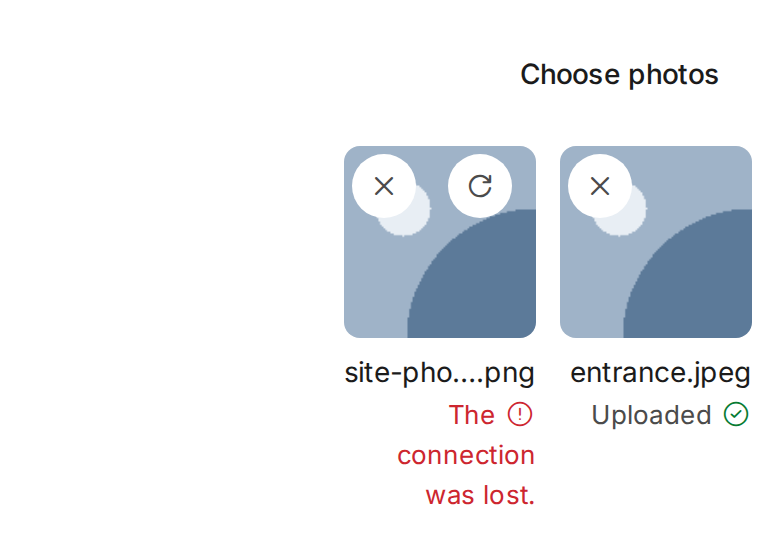 Choose photos
entrance.jpeg
Uploaded
site-pho....png
The
connection
was lost.